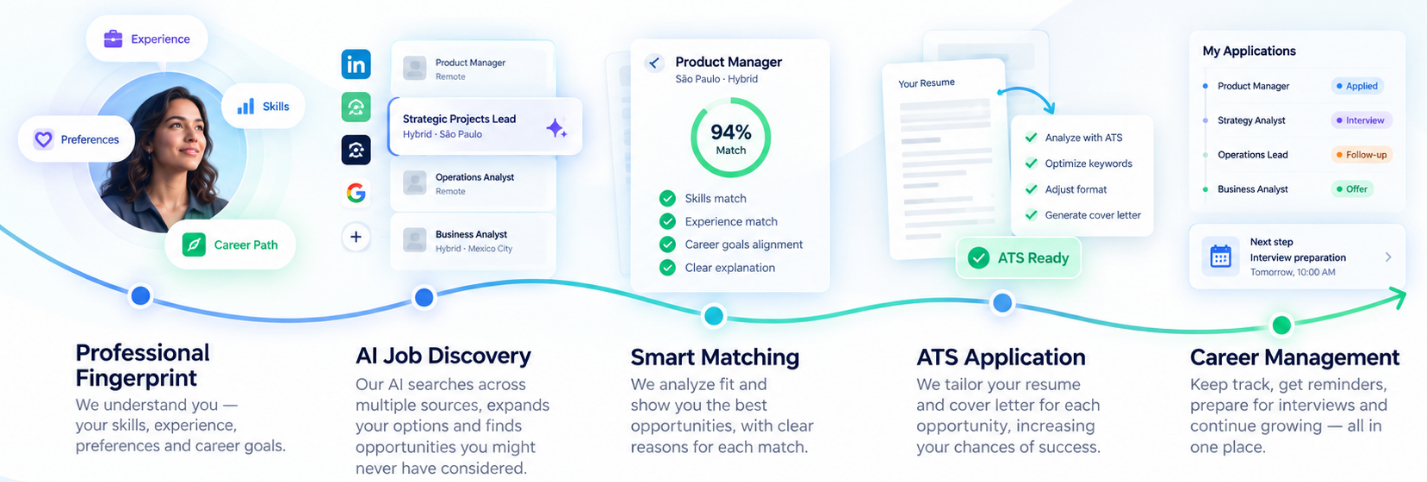 Experience
Skills
Preferences
Career Path
Professional
Fingerprint
We understand you —
your skills, experience,
preferences and career goals.
in
G
Product Manager
Remote
Strategic Projects Lead
Hybrid · São Paulo
Operations Analyst
Remote
Business Analyst
Hybrid · Mexico City
AI Job Discovery
Our AI searches across
multiple sources, expands
your options and finds
opportunities you might
never have considered.
Product Manager
São Paulo · Hybrid
94%
Match
Skills match
Experience match
Career goals alignment
Clear explanation
Smart Matching
We analyze fit and
show you the best
opportunities, with clear
reasons for each match.
Your Resume
Analyze with ATS
Optimize keywords
Adjust format
Generate cover letter
ATS Ready
ATS Application
We tailor your resume
and cover letter for each
opportunity, increasing
your chances of success.
My Applications
Product Manager Applied
Strategy Analyst Interview
Operations Lead Follow-up
Business Analyst Offer
Next step
Interview preparation
Tomorrow, 10:00 AM
Career Management
Keep track, get reminders,
prepare for interviews and
continue growing — all in
one place.